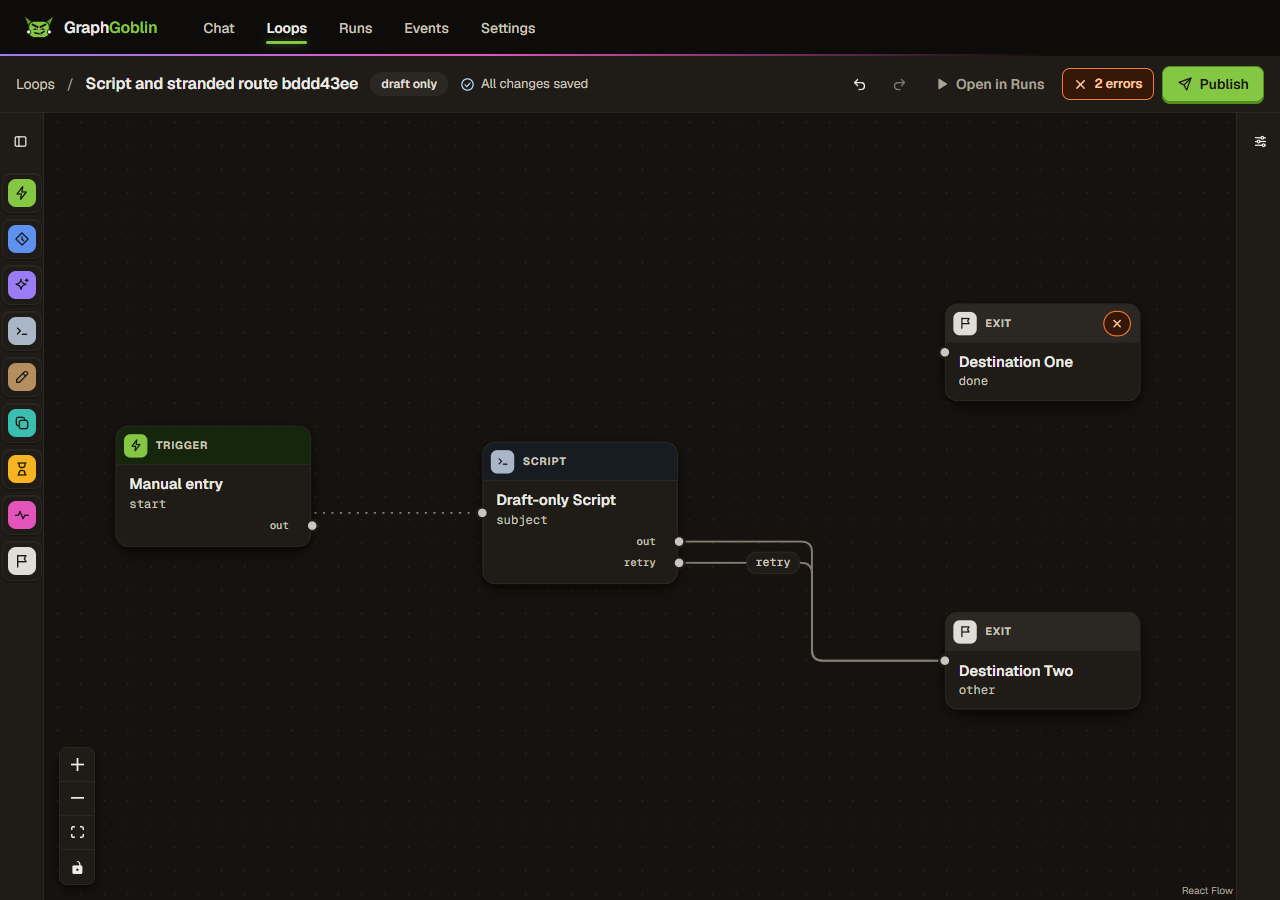 GraphGoblin
Chat
Loops
Runs
Events
Settings
Loops / Script and stranded route bddd43ee
draft only
All changes saved
Open in Runs
2 errors
Publish
EXIT
Destination One
done
TRIGGER
Manual entry
start
out
SCRIPT
Draft-only Script
subject
out
retry
retry
EXIT
Destination Two
other
React Flow